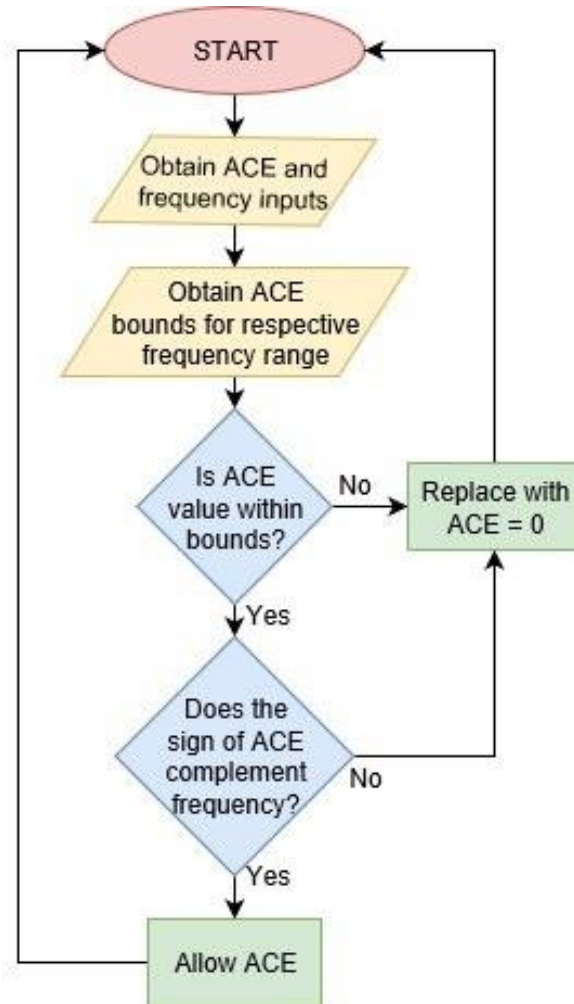 START
Obtain ACE and
frequency inputs
Obtain ACE
bounds for respective
frequency range
Is ACE
value within
bounds?
No
Replace with
ACE = 0
Yes
Does the
sign of ACE
complement
frequency?
No
Yes
Allow ACE